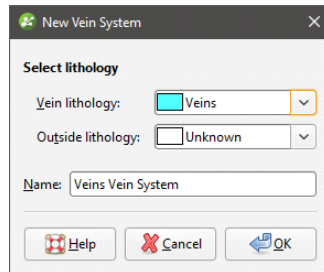 New Vein System
Select lithology
Vein lithology: Veins
Outside lithology: Unknown
Name: Veins Vein System
Help Cancel OK